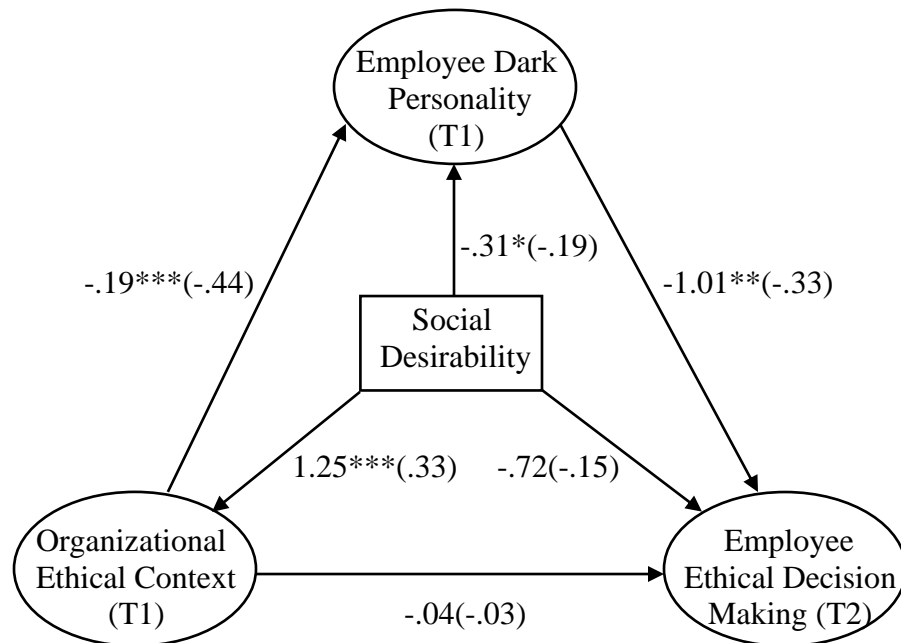 Employee Dark
Personality
(T1)
-.19***(-.44)
-.31*(-.19)
-1.01**(-.33)
Social
Desirability
1.25***(.33)
-.72(-.15)
Organizational
Ethical Context
(T1)
Employee
Ethical Decision
Making (T2)
-.04(-.03)